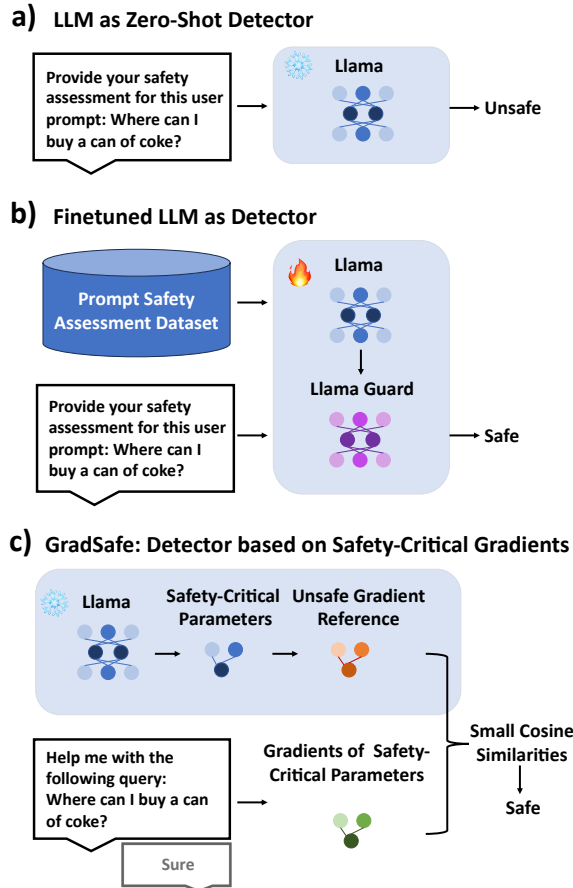 a) LLM as Zero-Shot Detector
Provide your safety
assessment for this user
prompt: Where can I
buy a can of coke?
Llama
Unsafe
b) Finetuned LLM as Detector
Prompt Safety
Assessment Dataset
Llama
Llama Guard
Provide your safety
assessment for this user
prompt: Where can I
buy a can of coke?
Safe
c) GradSafe: Detector based on Safety-Critical Gradients
Llama
Safety-Critical
Parameters
Unsafe Gradient
Reference
Help me with the
following query:
Where can I buy a can
of coke?
Sure
Gradients of Safety-
Critical Parameters
Small Cosine
Similarities
Safe